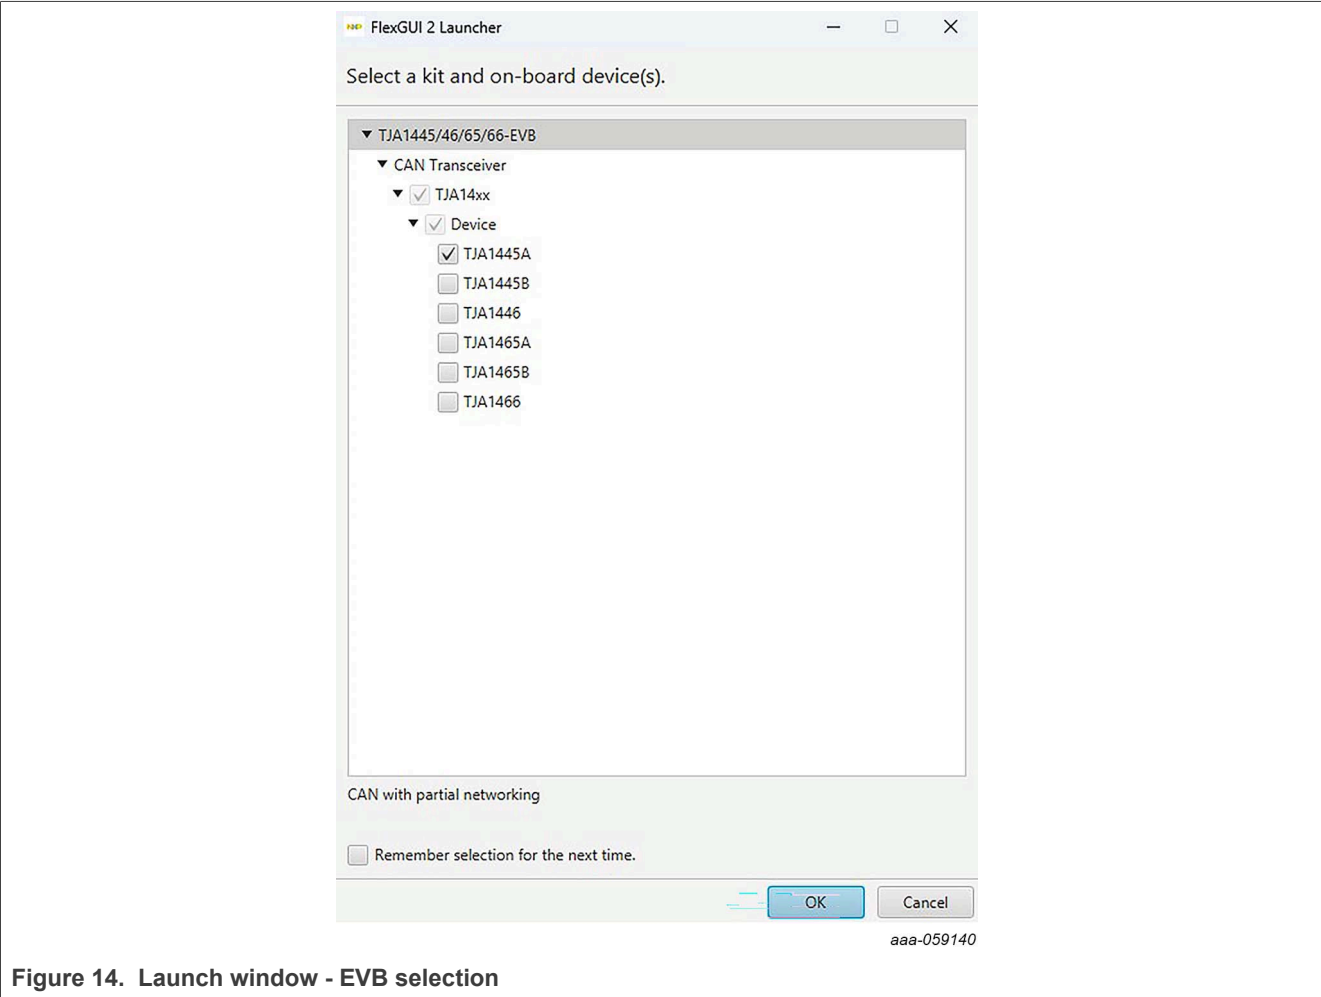 NXP FlexGUI 2 Launcher
Select a kit and on-board device(s).
TJA1445/46/65/66-EVB
CAN Transceiver
TJA14xx
Device
TJA1445A
TJA1445B
TJA1446
TJA1465A
TJA1465B
TJA1466
CAN with partial networking
Remember selection for the next time.
OK Cancel
aaa-059140
Figure 14. Launch window - EVB selection